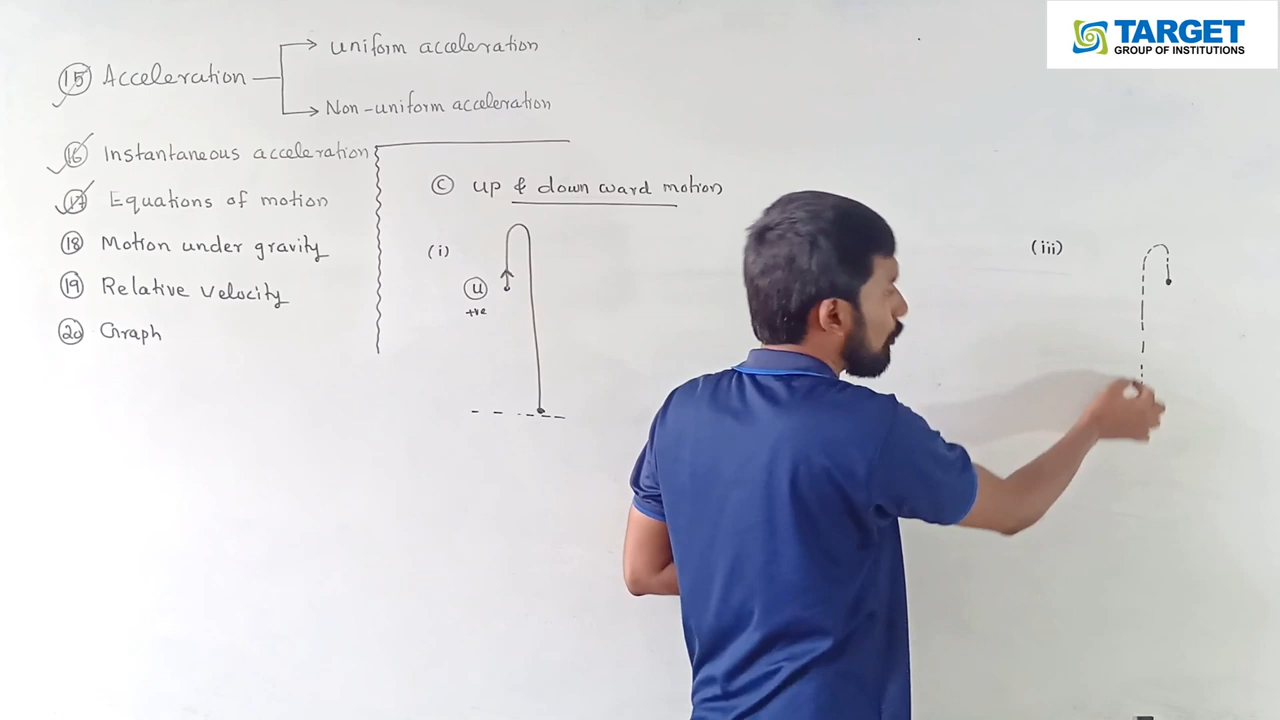 TARGET
GROUP OF INSTITUTIONS
15 Acceleration
uniform acceleration
Non-uniform acceleration
16 Instantaneous acceleration
17 Equations of motion
18 Motion under gravity
19 Relative velocity
20 Graph
C up & down ward motion
(i)
u
+ve
(iii)